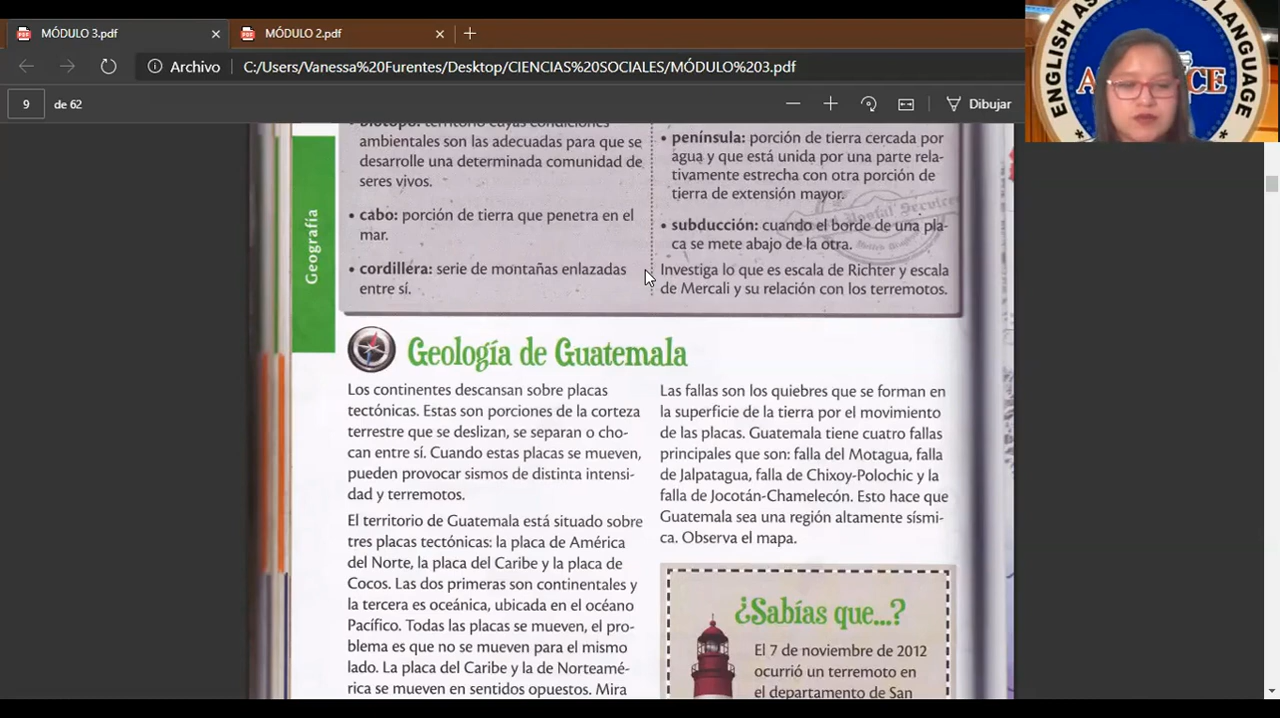 MÓDULO 3.pdf
MÓDULO 2.pdf
Archivo
C:/Users/Vanessa%20Furentes/Desktop/CIENCIAS%20SOCIALES/MÓDULO%203.pdf
9
de 62
Dibujar
ENGLISH
LANGUAGE
Geografía
ambientales son las adecuadas para que se
desarrolle una determinada comunidad de
seres vivos.
• cabo: porción de tierra que penetra en el
mar.
• cordillera: serie de montañas enlazadas
entre sí.
• península: porción de tierra cercada por
agua y que está unida por una parte rela-
tivamente estrecha con otra porción de
tierra de extensión mayor.
• subducción: cuando el borde de una pla-
ca se mete abajo de la otra.
Investiga lo que es escala de Richter y escala
de Mercali y su relación con los terremotos.
Geología de Guatemala
Los continentes descansan sobre placas
tectónicas. Estas son porciones de la corteza
terrestre que se deslizan, se separan o cho-
can entre sí. Cuando estas placas se mueven,
pueden provocar sismos de distinta intensi-
dad y terremotos.
El territorio de Guatemala está situado sobre
tres placas tectónicas: la placa de América
del Norte, la placa del Caribe y la placa de
Cocos. Las dos primeras son continentales y
la tercera es oceánica, ubicada en el océano
Pacífico. Todas las placas se mueven, el pro-
blema es que no se mueven para el mismo
lado. La placa del Caribe y la de Norteamé-
rica se mueven en sentidos opuestos. Mira
Las fallas son los quiebres que se forman en
la superficie de la tierra por el movimiento
de las placas. Guatemala tiene cuatro fallas
principales que son: falla del Motagua, falla
de Jalpatagua, falla de Chixoy-Polochic y la
falla de Jocotán-Chamelecón. Esto hace que
Guatemala sea una región altamente sísmi-
ca. Observa el mapa.
¿Sabías que...?
El 7 de noviembre de 2012
ocurrió un terremoto en
el departamento de San